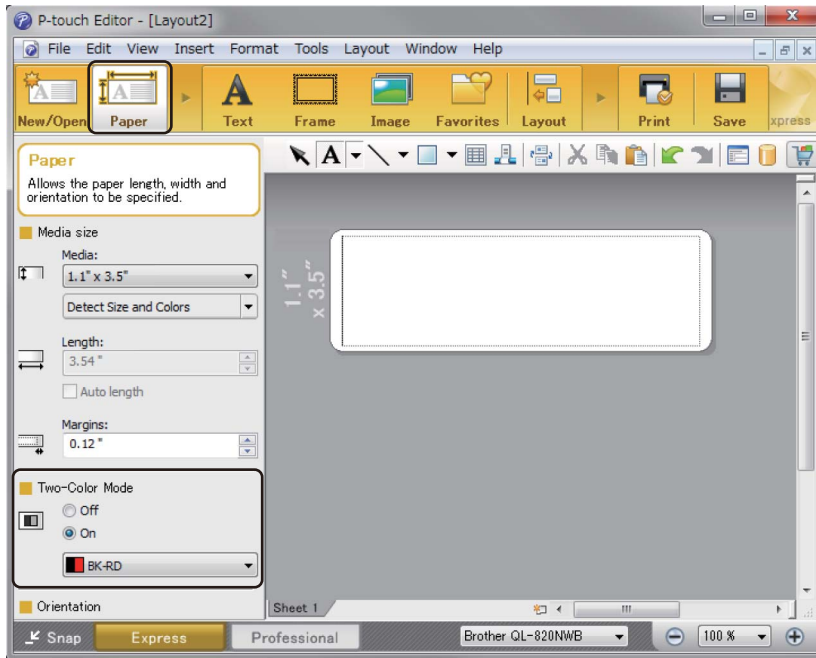 P-touch Editor - [Layout2]
File Edit View Insert Format Tools Layout Window Help
New/Open Paper Text Frame Image Favorites Layout Print Save xpress
Paper
Allows the paper length, width and
orientation to be specified.
Media size
Media:
1.1" x 3.5"
Detect Size and Colors
Length:
3.54 "
Auto length
Margins:
0.12 "
Two-Color Mode
Off
On
BK-RD
Orientation
1.1"
x 3.5"
Sheet 1
Snap Express Professional Brother QL-820NWB 100 %